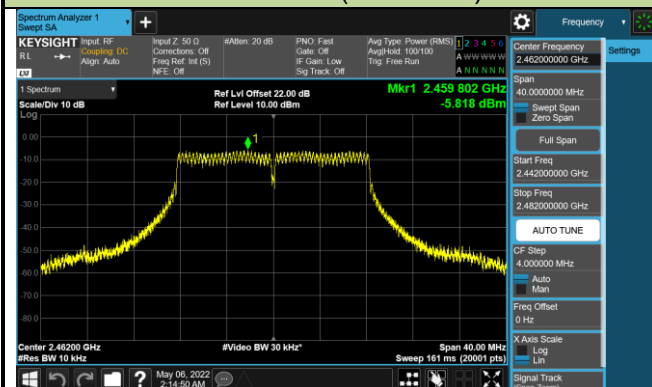 Spectrum Analyzer 1
Swept SA
+
Frequency
KEYSIGHT
RL
LXI
Input: RF
Coupling: DC
Align: Auto
Input Z: 50 Ω
Corrections: Off
Freq Ref: Int (S)
NFE: Off
#Atten: 20 dB
PNO: Fast
Gate: Off
IF Gain: Low
Sig Track: Off
Avg Type: Power (RMS)
Avg|Hold: 100/100
Trig: Free Run
1 2 3 4 5 6
A W W W W W
A N N N N N
1 Spectrum
Scale/Div 10 dB
Log
Ref Lvl Offset 22.00 dB
Ref Level 10.00 dBm
Mkr1 2.459 802 GHz
-5.818 dBm
1
0.00
-10.0
-20.0
-30.0
-40.0
-50.0
-60.0
-70.0
-80.0
Center 2.46200 GHz
#Res BW 10 kHz
#Video BW 30 kHz*
Span 40.00 MHz
Sweep 161 ms (20001 pts)
?
May 06, 2022
2:14:50 AM
Center Frequency
2.462000000 GHz
Span
40.0000000 MHz
Swept Span
Zero Span
Full Span
Start Freq
2.442000000 GHz
Stop Freq
2.482000000 GHz
AUTO TUNE
CF Step
4.000000 MHz
Auto
Man
Freq Offset
0 Hz
X Axis Scale
Log
Lin
Signal Track
Settings